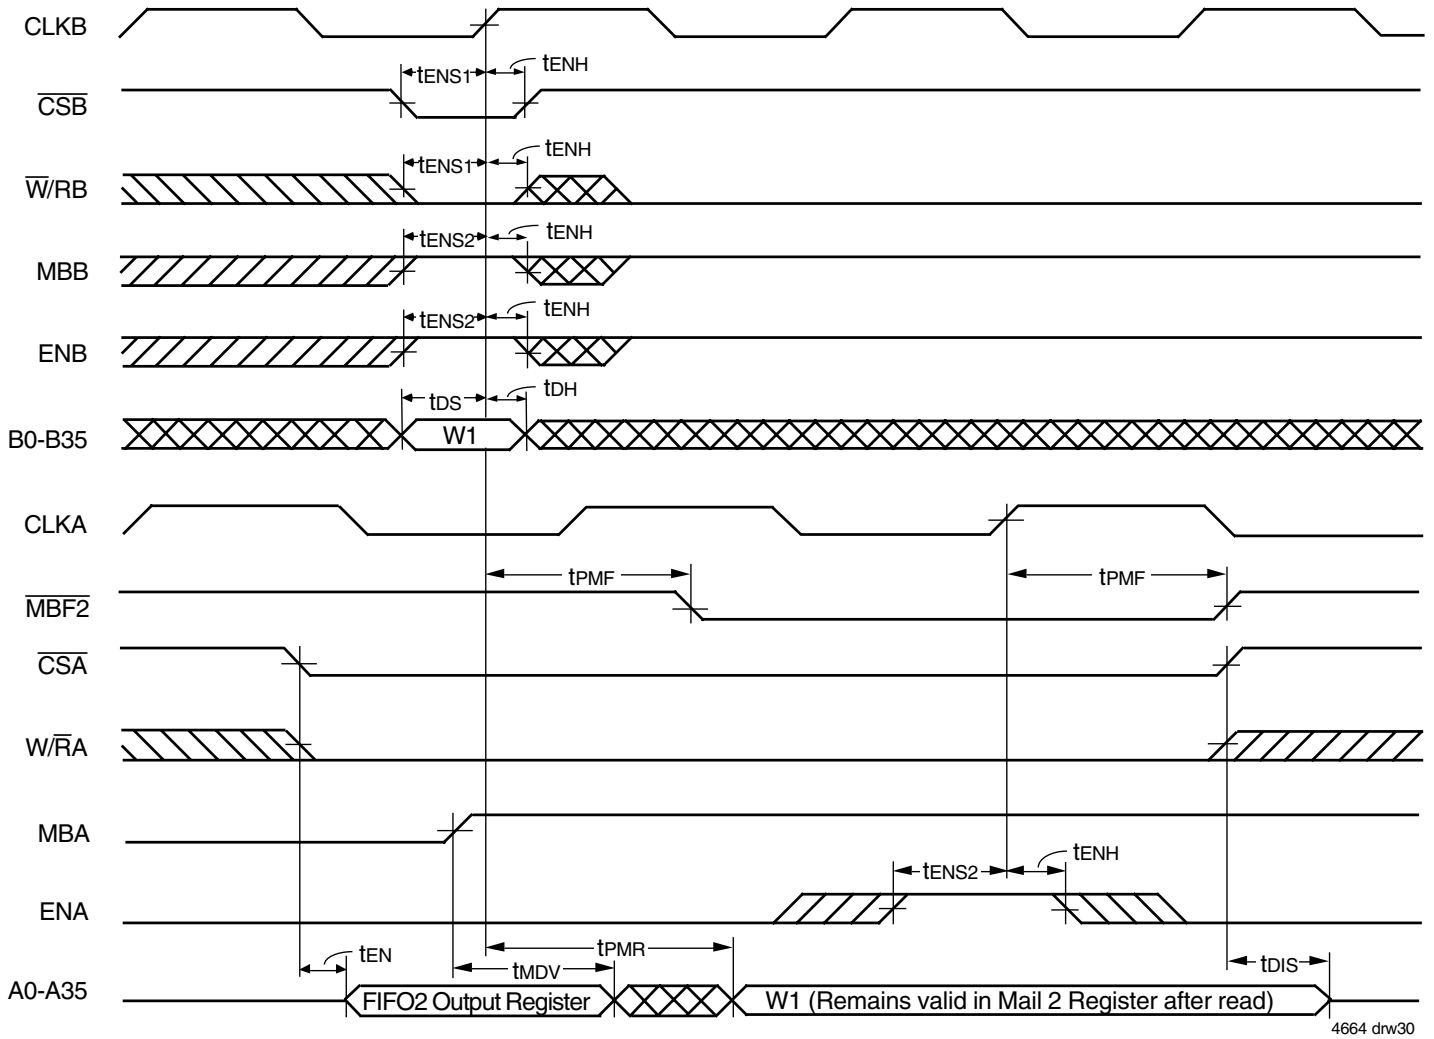 CLKB
tENS1 tENH
CSB
tENS1 tENH
W/RB
tENS2 tENH
MBB
tENS2 tENH
ENB
tDS tDH
B0-B35 W1
CLKA
tPMF tPMF
MBF2
CSA
W/RA
MBA
tENS2 tENH
ENA
tEN tPMR
tMDV tDIS
A0-A35 FIFO2 Output Register W1 (Remains valid in Mail 2 Register after read)
4664 drw30